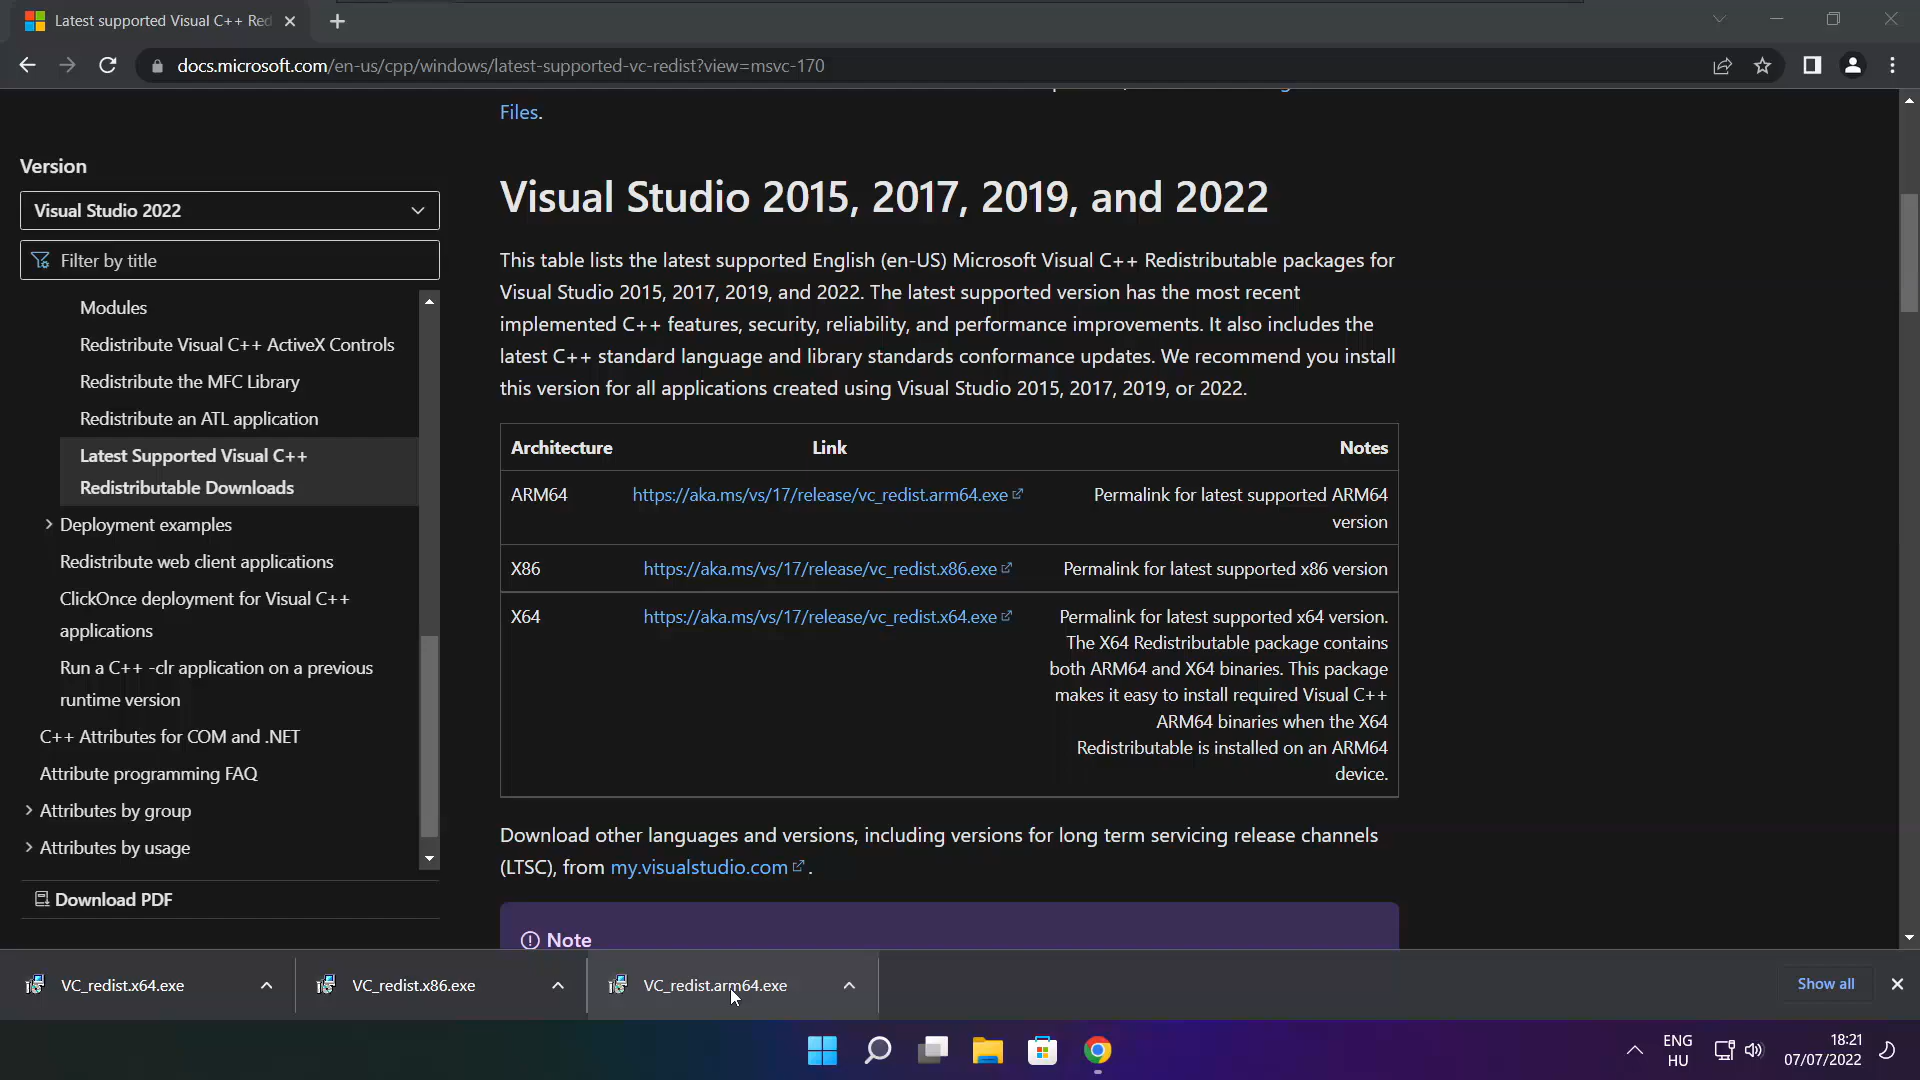 Latest supported Visual C++ Red
docs.microsoft.com/en-us/cpp/windows/latest-supported-vc-redist?view=msvc-170
Files.
Version
Visual Studio 2022
Filter by title
Modules
Redistribute Visual C++ ActiveX Controls
Redistribute the MFC Library
Redistribute an ATL application
Latest Supported Visual C++
Redistributable Downloads
Deployment examples
Redistribute web client applications
ClickOnce deployment for Visual C++
applications
Run a C++ -clr application on a previous
runtime version
C++ Attributes for COM and .NET
Attribute programming FAQ
Attributes by group
Attributes by usage
Download PDF
Visual Studio 2015, 2017, 2019, and 2022
This table lists the latest supported English (en-US) Microsoft Visual C++ Redistributable packages for
Visual Studio 2015, 2017, 2019, and 2022. The latest supported version has the most recent
implemented C++ features, security, reliability, and performance improvements. It also includes the
latest C++ standard language and library standards conformance updates. We recommend you install
this version for all applications created using Visual Studio 2015, 2017, 2019, or 2022.
Architecture Link Notes
ARM64 https://aka.ms/vs/17/release/vc_redist.arm64.exe Permalink for latest supported ARM64
version
X86 https://aka.ms/vs/17/release/vc_redist.x86.exe Permalink for latest supported x86 version
X64 https://aka.ms/vs/17/release/vc_redist.x64.exe Permalink for latest supported x64 version.
The X64 Redistributable package contains
both ARM64 and X64 binaries. This package
makes it easy to install required Visual C++
ARM64 binaries when the X64
Redistributable is installed on an ARM64
device.
Download other languages and versions, including versions for long term servicing release channels
(LTSC), from my.visualstudio.com.
Note
VC_redist.x64.exe
VC_redist.x86.exe
VC_redist.arm64.exe
Show all
ENG
HU
18:21
07/07/2022